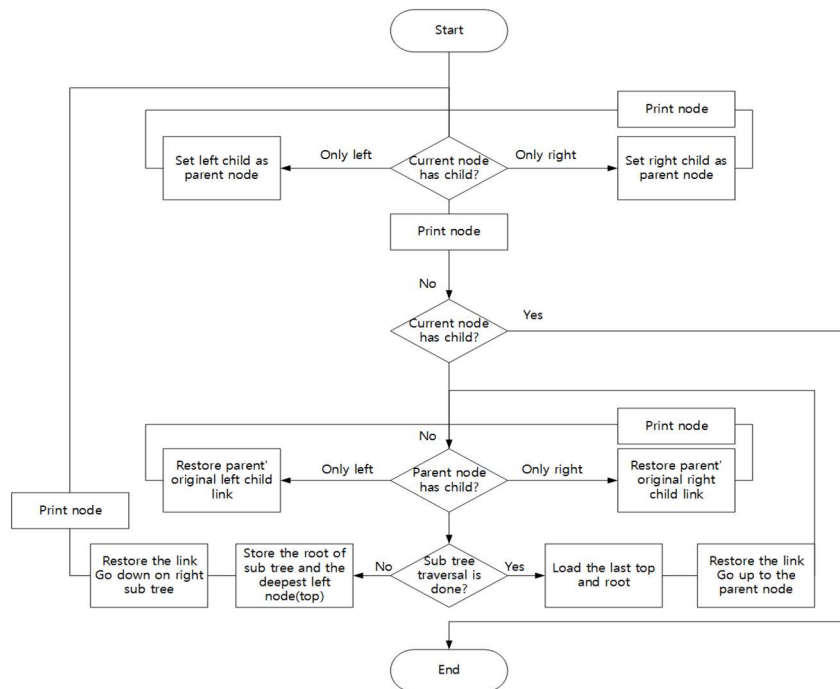 Start
Print node
Set left child as
parent node
Only left
Current node
has child?
Only right
Set right child as
parent node
Print node
No
Current node
has child?
Yes
Print node
No
Restore parent'
original left child
link
Only left
Parent node
has child?
Only right
Restore parent'
original right
child link
Print node
Restore the link
Go down on right
sub tree
Store the root of
sub tree and the
deepest left
node(top)
No
Sub tree
traversal is
done?
Yes
Load the last top
and root
Restore the link
Go up to the
parent node
End